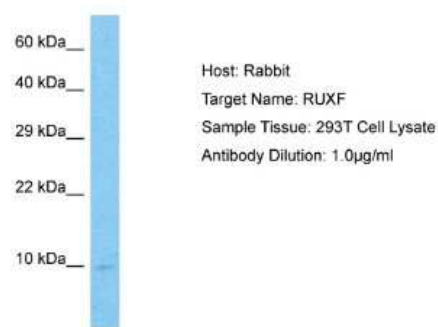 60 kDa
40 kDa
29 kDa
22 kDa
10 kDa
Host: Rabbit
Target Name: RUXF
Sample Tissue: 293T Cell Lysate
Antibody Dilution: 1.0µg/ml